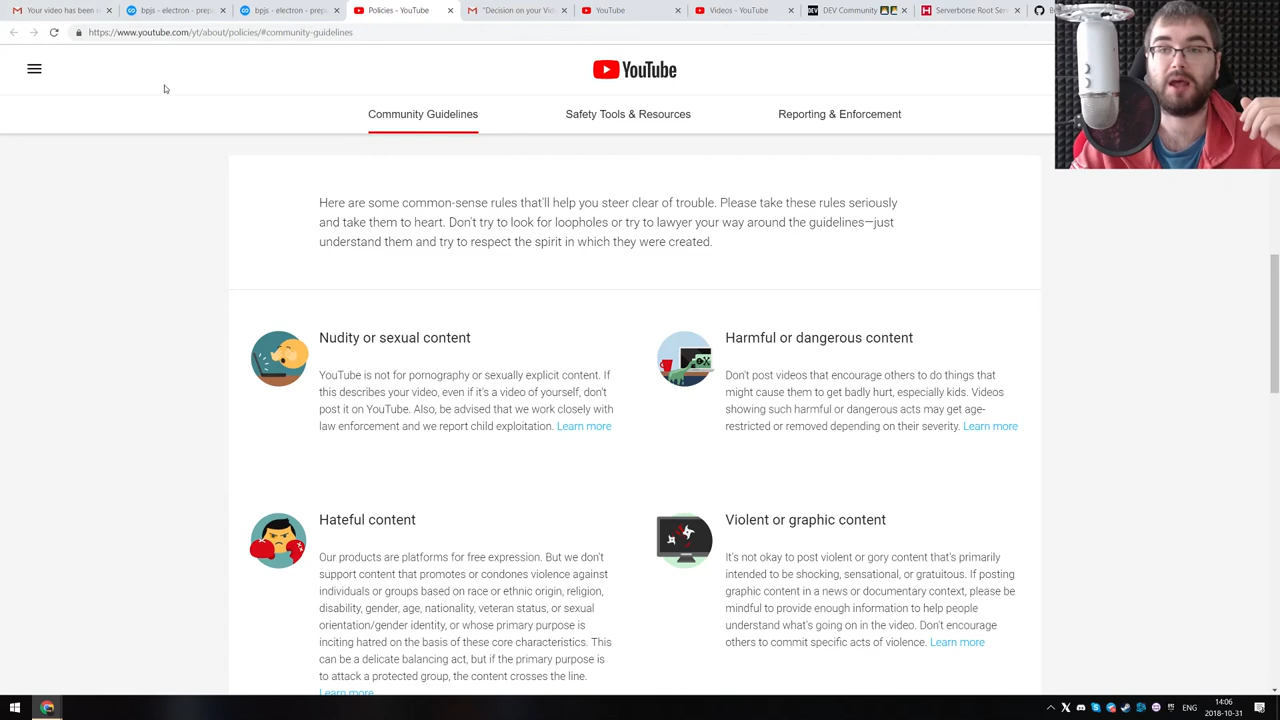 Your video has been r
bpjs - electron - prep
bpjs - electron - prepa
Policies - YouTube
"Decision on your Vide
YouTube
Videos - YouTube
DEV Community
Serverbörse Root Serv
https://www.youtube.com/yt/about/policies/#community-guidelines
YouTube
Community Guidelines
Safety Tools & Resources
Reporting & Enforcement
Here are some common-sense rules that'll help you steer clear of trouble. Please take these rules seriously
and take them to heart. Don't try to look for loopholes or try to lawyer your way around the guidelines—just
understand them and try to respect the spirit in which they were created.
Nudity or sexual content
YouTube is not for pornography or sexually explicit content. If
this describes your video, even if it's a video of yourself, don't
post it on YouTube. Also, be advised that we work closely with
law enforcement and we report child exploitation. Learn more
Harmful or dangerous content
Don't post videos that encourage others to do things that
might cause them to get badly hurt, especially kids. Videos
showing such harmful or dangerous acts may get age-
restricted or removed depending on their severity. Learn more
Hateful content
Our products are platforms for free expression. But we don't
support content that promotes or condones violence against
individuals or groups based on race or ethnic origin, religion,
disability, gender, age, nationality, veteran status, or sexual
orientation/gender identity, or whose primary purpose is
inciting hatred on the basis of these core characteristics. This
can be a delicate balancing act, but if the primary purpose is
to attack a protected group, the content crosses the line.
Learn more
Violent or graphic content
It's not okay to post violent or gory content that's primarily
intended to be shocking, sensational, or gratuitous. If posting
graphic content in a news or documentary context, please be
mindful to provide enough information to help people
understand what's going on in the video. Don't encourage
others to commit specific acts of violence. Learn more
ENG
14:06
2018-10-31